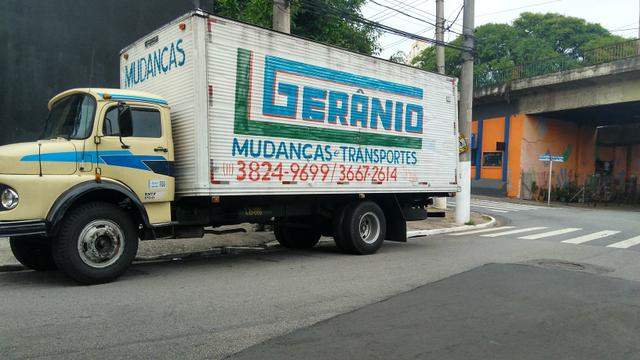 MUDANÇAS
GERÂNIO
MUDANÇAS E TRANSPORTES
3824-9699/3667-2614